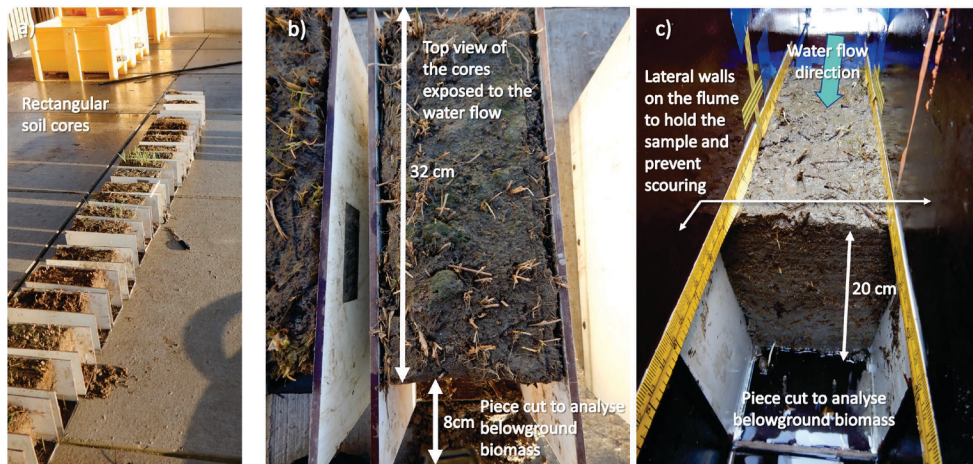 a)
Rectangular
soil cores
b)
Top view of
the cores
exposed to the
water flow
32 cm
8cm
Piece cut to analyse
belowground
biomass
c)
Water flow
direction
Lateral walls
on the flume
to hold the
sample and
prevent
scouring
20 cm
Piece cut to analyse
belowground biomass